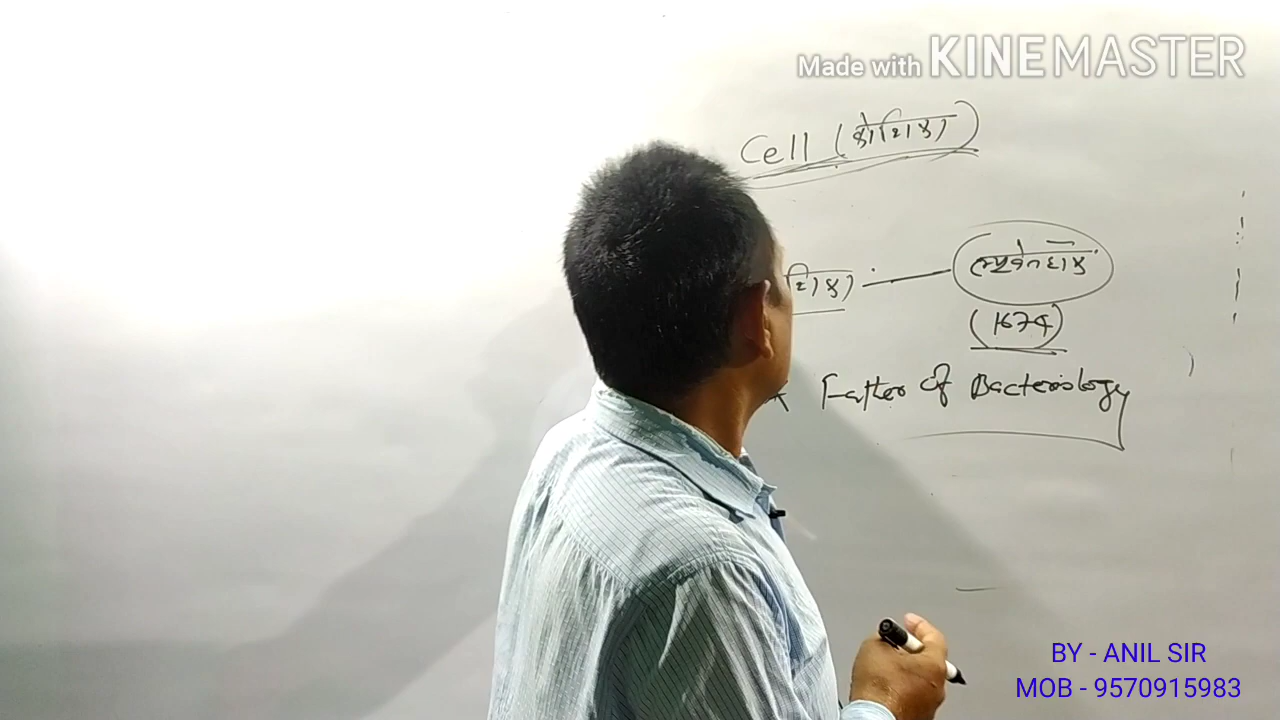 Made with KINEMASTER
Cell (कोशिका)
शिका — ल्यूवेनहॉक
(1674)
* Father of Bacteriology
BY - ANIL SIR
MOB - 9570915983